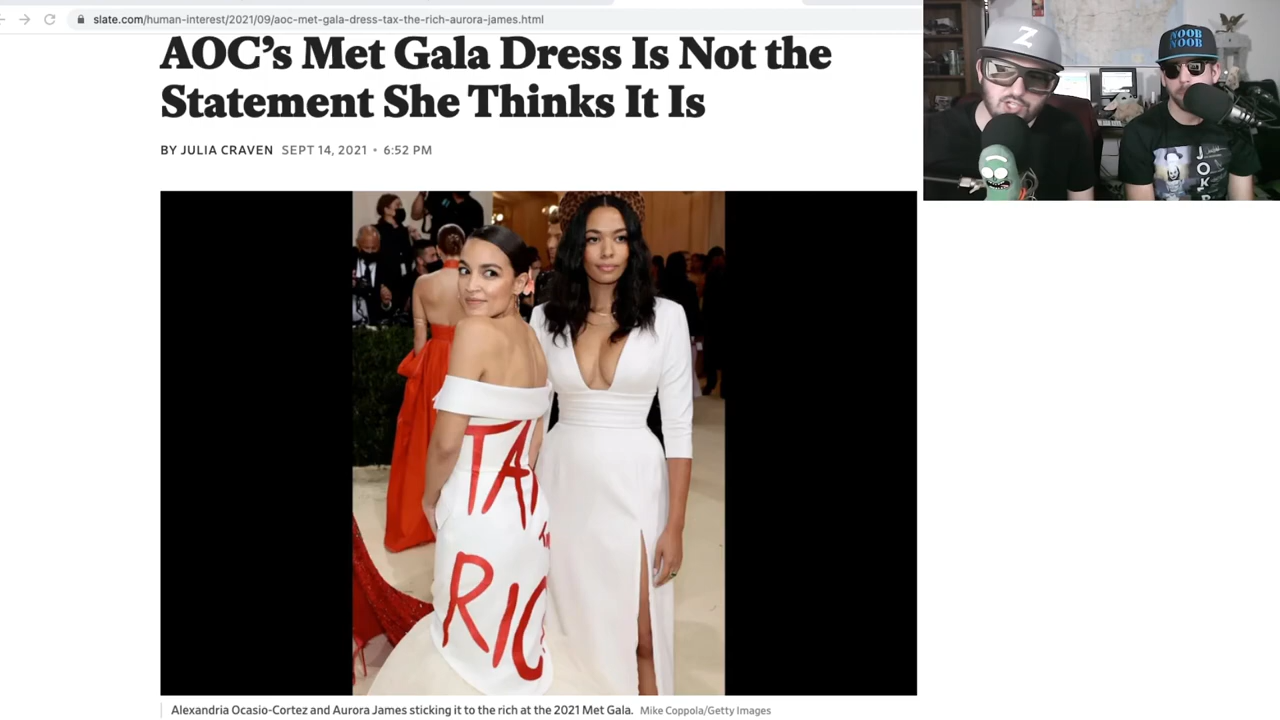 slate.com/human-interest/2021/09/aoc-met-gala-dress-tax-the-rich-aurora-james.html
AOC’s Met Gala Dress Is Not the
Statement She Thinks It Is
BY JULIA CRAVEN SEPT 14, 2021 • 6:52 PM
TAX
RIC
Alexandria Ocasio-Cortez and Aurora James sticking it to the rich at the 2021 Met Gala. Mike Coppola/Getty Images
Z
NOOB
NOOB
JOK